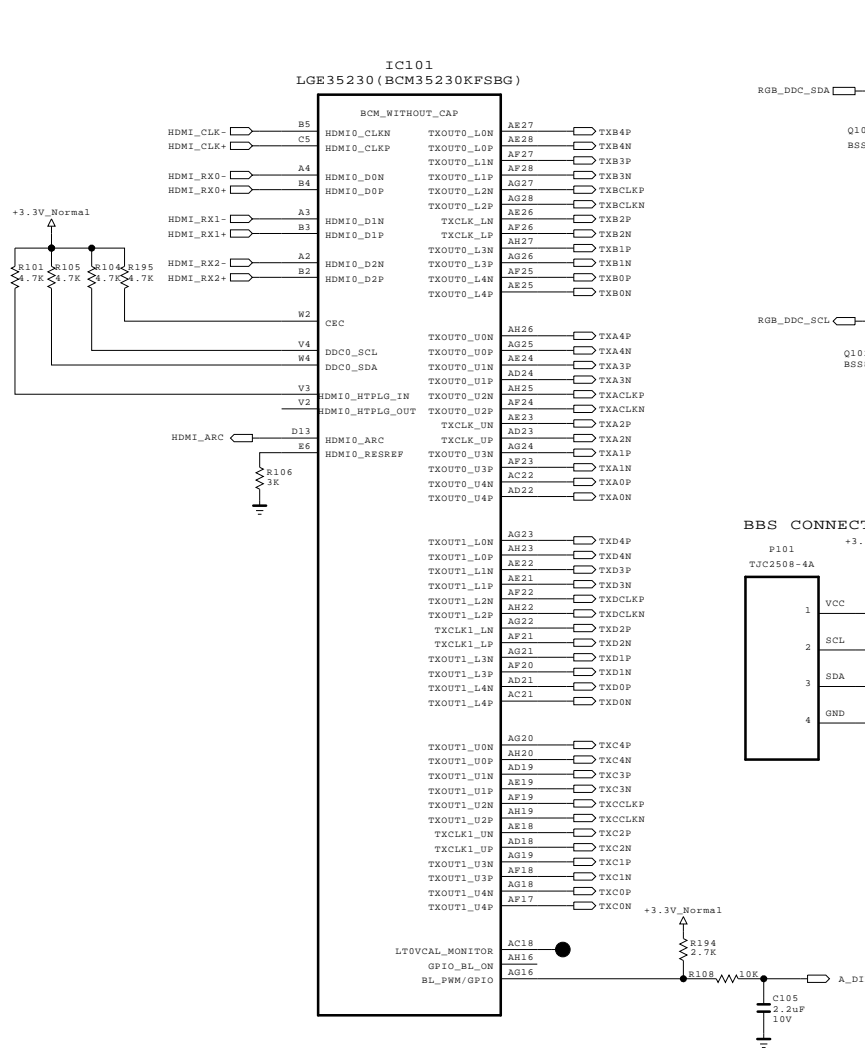 IC101
LGE35230(BCM35230KFSBG)
BCM_WITHOUT_CAP
HDMI_CLK- B5 HDMI0_CLKN
HDMI_CLK+ C5 HDMI0_CLKP
HDMI_RX0- A4 HDMI0_D0N
HDMI_RX0+ B4 HDMI0_D0P
HDMI_RX1- A3 HDMI0_D1N
HDMI_RX1+ B3 HDMI0_D1P
HDMI_RX2- A2 HDMI0_D2N
HDMI_RX2+ B2 HDMI0_D2P
+3.3V_Normal
R101 R105 R104 R195
4.7K 4.7K 4.7K 4.7K
W2 CEC
V4 DDC0_SCL
W4 DDC0_SDA
V3 HDMI0_HTPLG_IN
V2 HDMI0_HTPLG_OUT
HDMI_ARC D13 HDMI0_ARC
E6 HDMI0_RESREF
R106
3K
TXOUT0_L0N AE27 TXB4P
TXOUT0_L0P AE28 TXB4N
TXOUT0_L1N AF27 TXB3P
TXOUT0_L1P AF28 TXB3N
TXOUT0_L2N AG27 TXBCLKP
TXOUT0_L2P AG28 TXBCLKN
TXCLK_LN AE26 TXB2P
TXCLK_LP AF26 TXB2N
TXOUT0_L3N AH27 TXB1P
TXOUT0_L3P AG26 TXB1N
TXOUT0_L4N AF25 TXB0P
TXOUT0_L4P AE25 TXB0N
TXOUT0_U0N AH26 TXA4P
TXOUT0_U0P AG25 TXA4N
TXOUT0_U1N AE24 TXA3P
TXOUT0_U1P AD24 TXA3N
TXOUT0_U2N AH25 TXACLKP
TXOUT0_U2P AF24 TXACLKN
TXCLK_UN AE23 TXA2P
TXCLK_UP AD23 TXA2N
TXOUT0_U3N AG24 TXA1P
TXOUT0_U3P AF23 TXA1N
TXOUT0_U4N AC22 TXA0P
TXOUT0_U4P AD22 TXA0N
TXOUT1_L0N AG23 TXD4P
TXOUT1_L0P AH23 TXD4N
TXOUT1_L1N AE22 TXD3P
TXOUT1_L1P AE21 TXD3N
TXOUT1_L2N AF22 TXDCLKP
TXOUT1_L2P AH22 TXDCLKN
TXCLK1_LN AG22 TXD2P
TXCLK1_LP AF21 TXD2N
TXOUT1_L3N AG21 TXD1P
TXOUT1_L3P AF20 TXD1N
TXOUT1_L4N AD21 TXD0P
TXOUT1_L4P AC21 TXD0N
TXOUT1_U0N AG20 TXC4P
TXOUT1_U0P AH20 TXC4N
TXOUT1_U1N AD19 TXC3P
TXOUT1_U1P AE19 TXC3N
TXOUT1_U2N AF19 TXCCLKP
TXOUT1_U2P AH19 TXCCLKN
TXCLK1_UN AE18 TXC2P
TXCLK1_UP AD18 TXC2N
TXOUT1_U3N AG19 TXC1P
TXOUT1_U3P AF18 TXC1N
TXOUT1_U4N AG18 TXC0P
TXOUT1_U4P AF17 TXC0N
LT0VCAL_MONITOR AC18
GPIO_BL_ON AH16
BL_PWM/GPIO AG16
+3.3V_Normal
R194
2.7K
R108 10K
A_DI
C105
2.2uF
10V
RGB_DDC_SDA
Q10
BSS
RGB_DDC_SCL
Q10
BSS
BBS CONNECT
+3.
P101
TJC2508-4A
1 VCC
2 SCL
3 SDA
4 GND